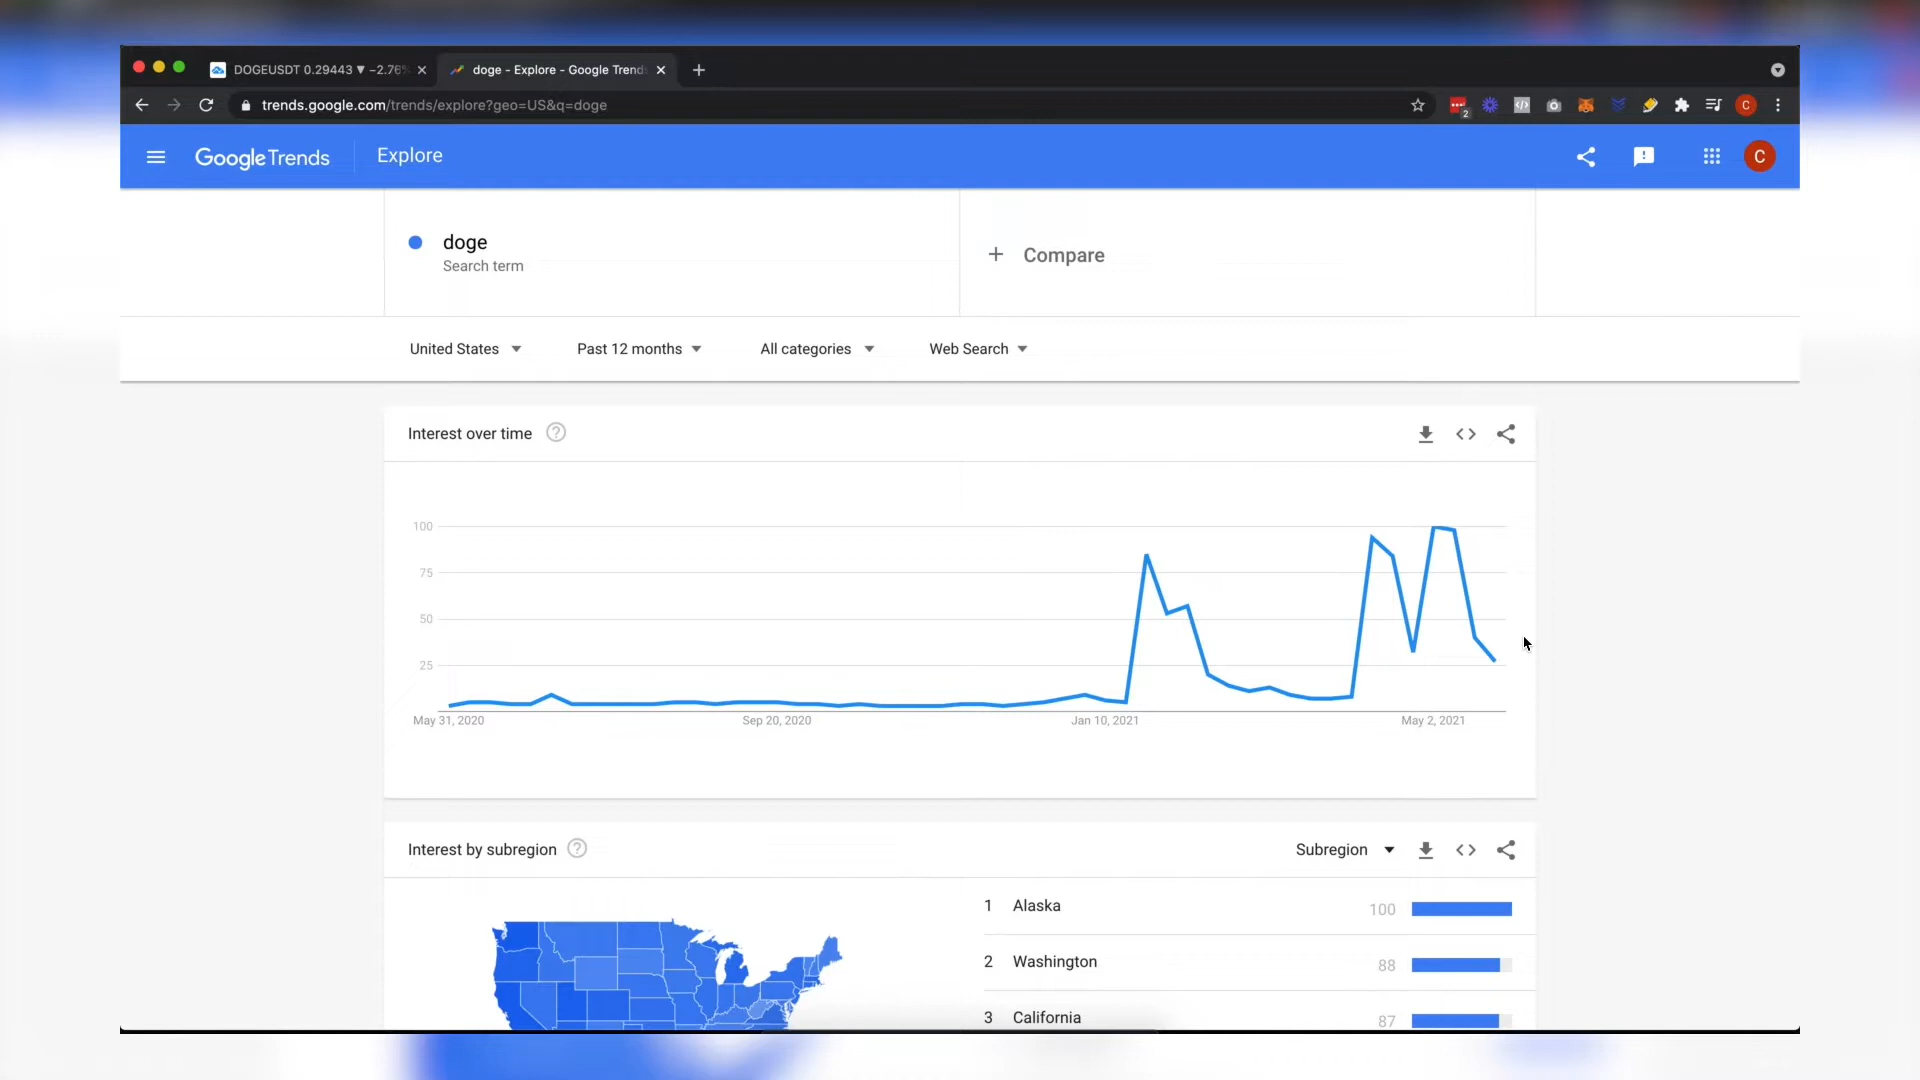 DOGEUSDT 0.29443 ▼ −2.76%
doge - Explore - Google Trends
trends.google.com/trends/explore?geo=US&q=doge
2
C
Google Trends
Explore
C
doge
Search term
+ Compare
United States
Past 12 months
All categories
Web Search
Interest over time
100
75
50
25
May 31, 2020
Sep 20, 2020
Jan 10, 2021
May 2, 2021
Interest by subregion
Subregion
1 Alaska 100
2 Washington 88
3 California 87